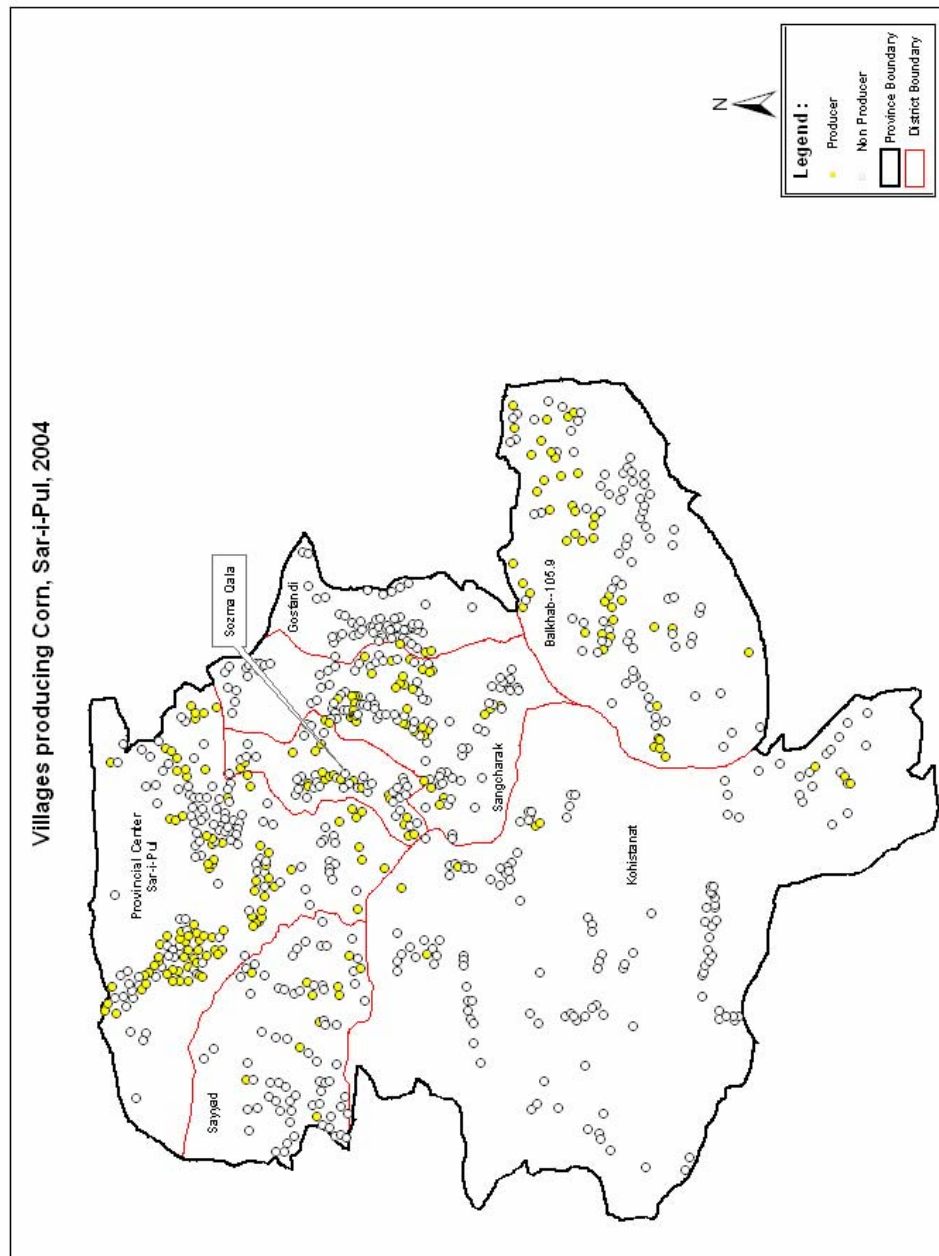 Villages producing Corn, Sar-i-Pul, 2004
N
Legend :
Producer
Non Producer
Province Boundary
District Boundary
Provincial Center
Sar-i-Pul
Sayyad
Sozma Qala
Gosfandi
Sangcharak
Balkhab--105.9
Kohistanat